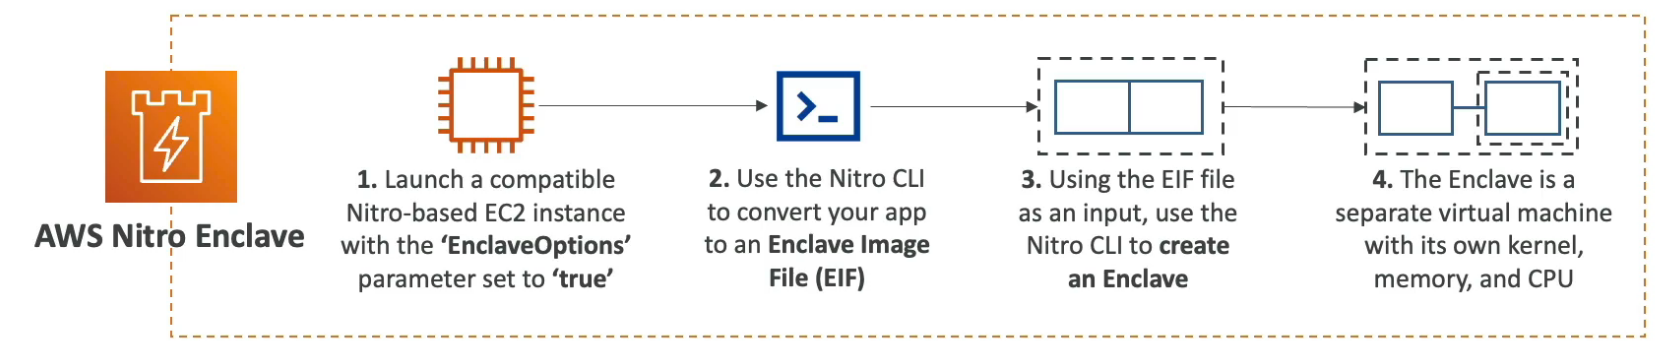 AWS Nitro Enclave
1. Launch a compatible
Nitro-based EC2 instance
with the ‘EnclaveOptions’
parameter set to ‘true’
2. Use the Nitro CLI
to convert your app
to an Enclave Image
File (EIF)
3. Using the EIF file
as an input, use the
Nitro CLI to create
an Enclave
4. The Enclave is a
separate virtual machine
with its own kernel,
memory, and CPU